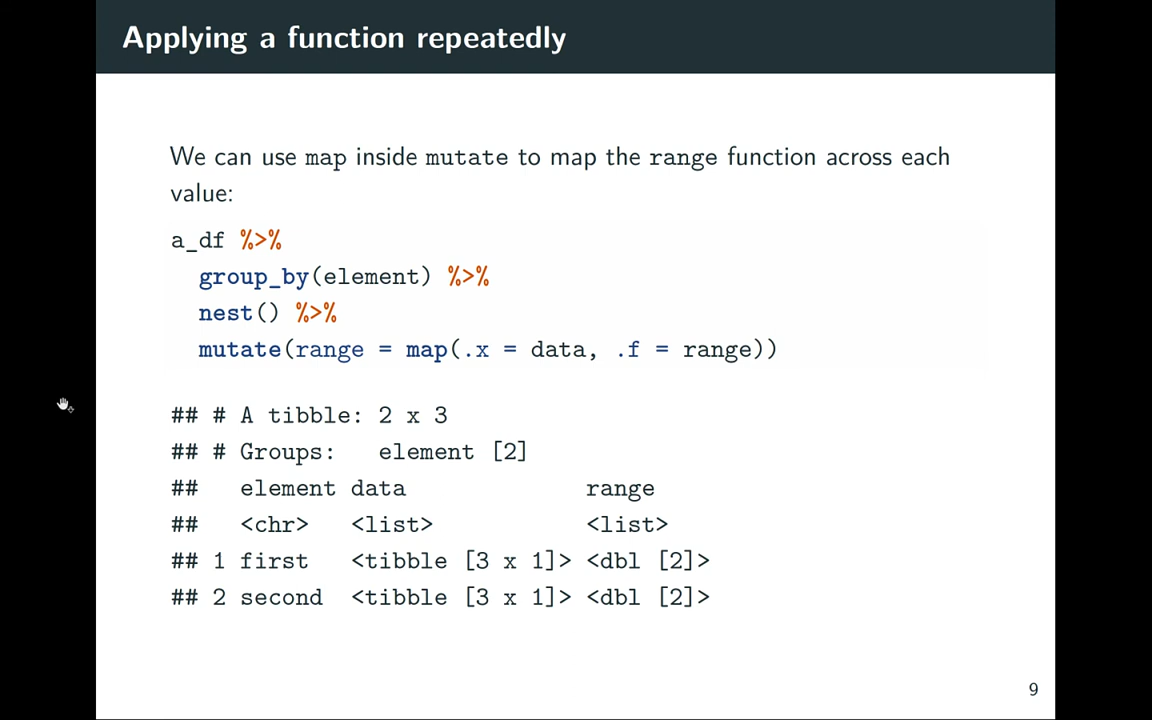 Applying a function repeatedly
We can use map inside mutate to map the range function across each
value:
a_df %>%
  group_by(element) %>%
  nest() %>%
  mutate(range = map(.x = data, .f = range))
## # A tibble: 2 x 3
## # Groups:   element [2]
##   element data             range
##   <chr>   <list>           <list>
## 1 first   <tibble [3 x 1]> <dbl [2]>
## 2 second  <tibble [3 x 1]> <dbl [2]>
9